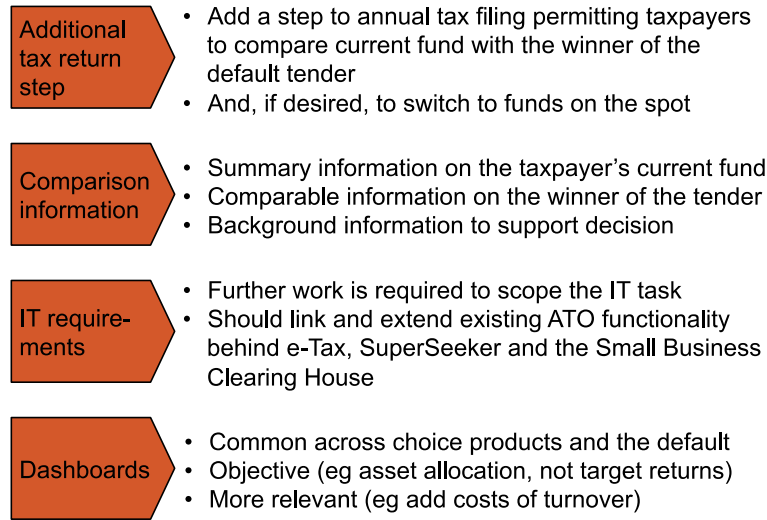 Additional
tax return
step
• Add a step to annual tax filing permitting taxpayers
to compare current fund with the winner of the
default tender
• And, if desired, to switch to funds on the spot
Comparison
information
• Summary information on the taxpayer’s current fund
• Comparable information on the winner of the tender
• Background information to support decision
IT require-
ments
• Further work is required to scope the IT task
• Should link and extend existing ATO functionality
behind e-Tax, SuperSeeker and the Small Business
Clearing House
Dashboards
• Common across choice products and the default
• Objective (eg asset allocation, not target returns)
• More relevant (eg add costs of turnover)